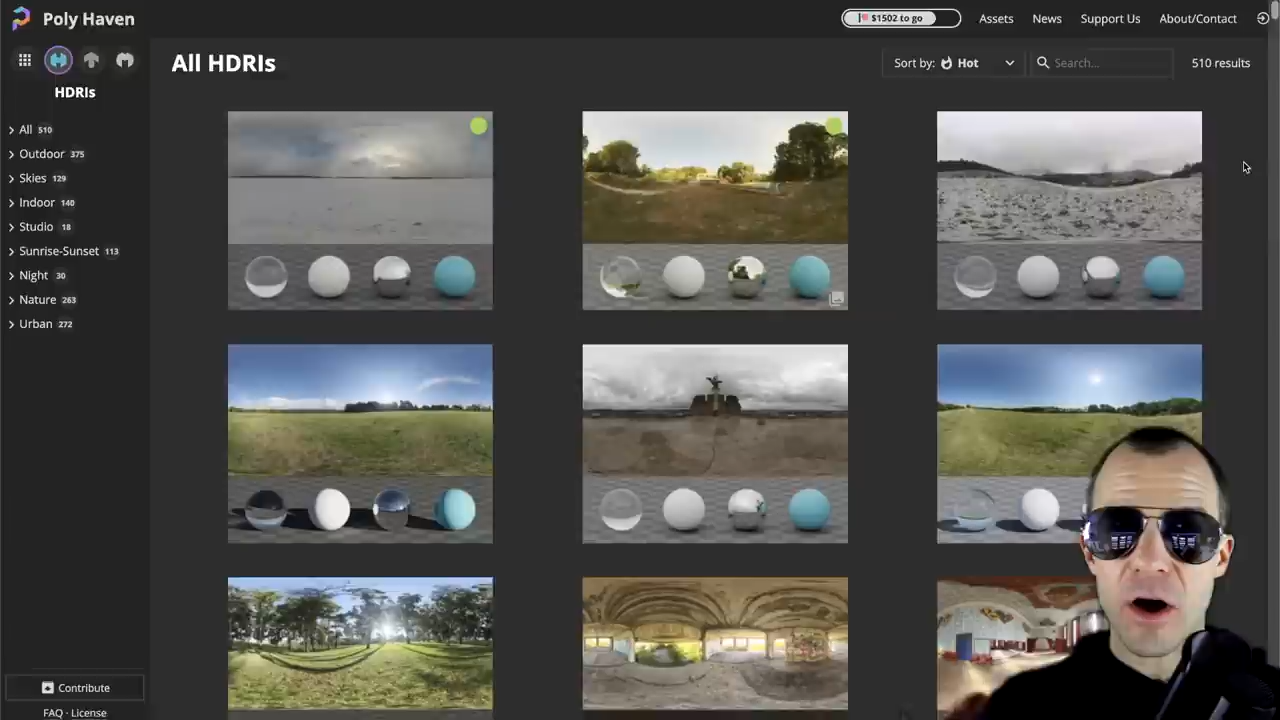 Poly Haven
$1502 to go
Assets
News
Support Us
About/Contact
HDRIs
All 510
Outdoor 375
Skies 129
Indoor 140
Studio 18
Sunrise-Sunset 113
Night 30
Nature 263
Urban 272
Contribute
FAQ · License
All HDRIs
Sort by: Hot
Search...
510 results